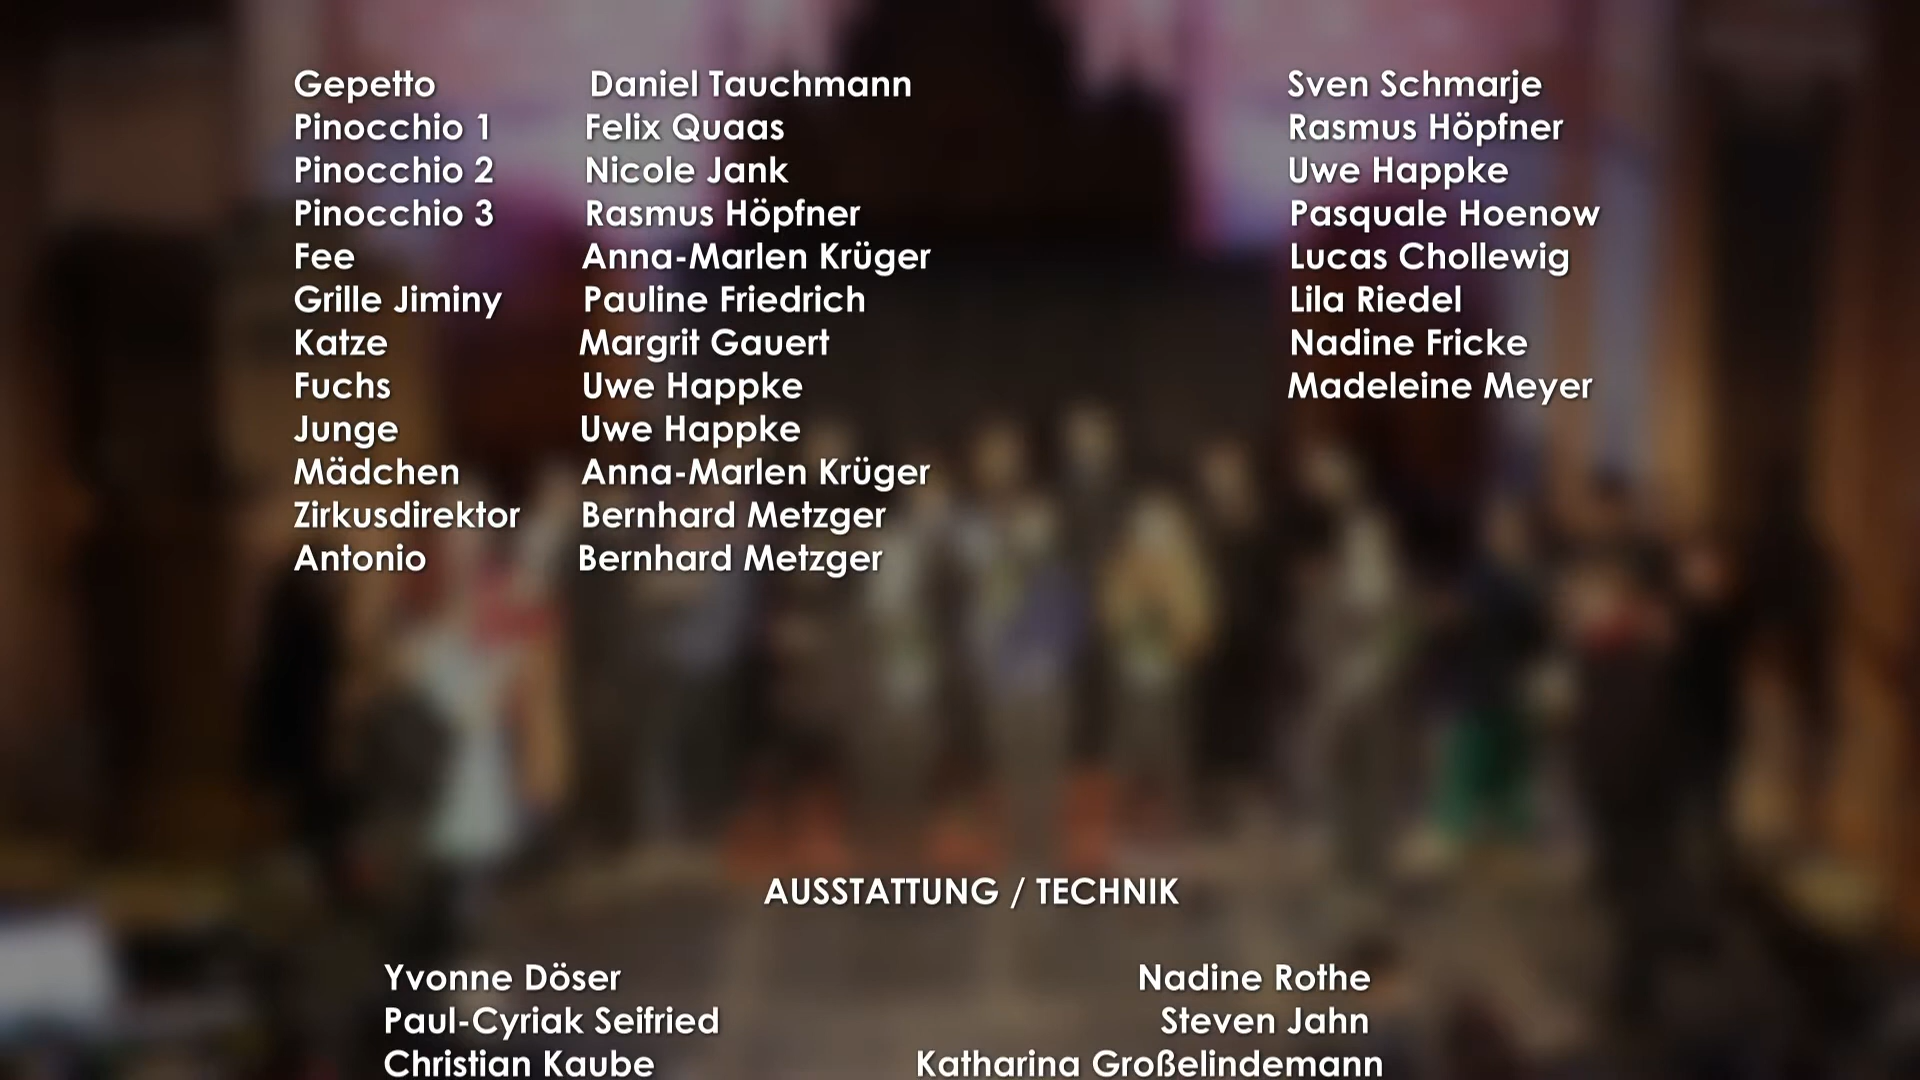 Gepetto Daniel Tauchmann Sven Schmarje
Pinocchio 1 Felix Quaas Rasmus Höpfner
Pinocchio 2 Nicole Jank Uwe Happke
Pinocchio 3 Rasmus Höpfner Pasquale Hoenow
Fee Anna-Marlen Krüger Lucas Chollewig
Grille Jiminy Pauline Friedrich Lila Riedel
Katze Margrit Gauert Nadine Fricke
Fuchs Uwe Happke Madeleine Meyer
Junge Uwe Happke
Mädchen Anna-Marlen Krüger
Zirkusdirektor Bernhard Metzger
Antonio Bernhard Metzger
AUSSTATTUNG / TECHNIK
Yvonne Döser Nadine Rothe
Paul-Cyriak Seifried Steven Jahn
Christian Kaube Katharina Großelindemann